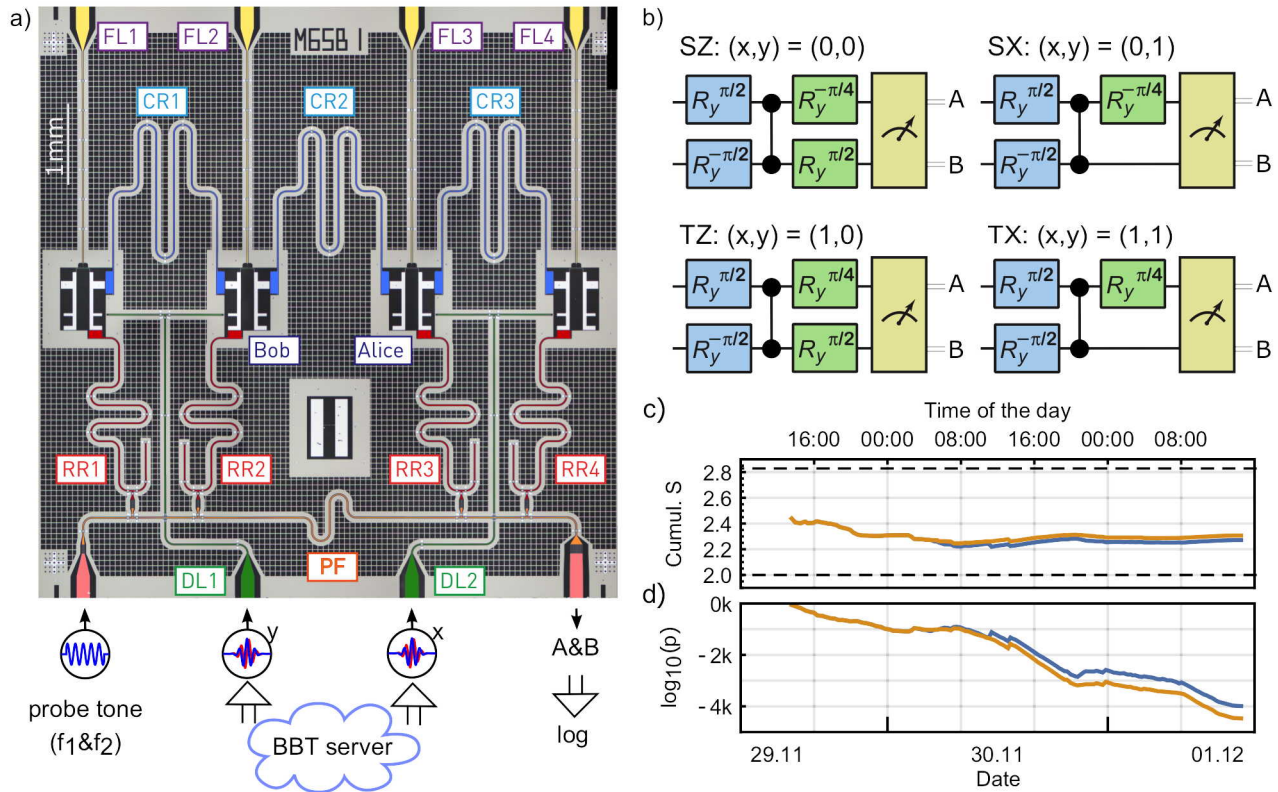 a)
FL1 FL2 M65B 1 FL3 FL4
CR1 CR2 CR3
1mm
Bob Alice
RR1 RR2 RR3 RR4
PF
DL1 DL2
y x
A&B
probe tone
(f1&f2)
BBT server
log
b)
SZ: (x,y) = (0,0) SX: (x,y) = (0,1)
Ry π/2 Ry -π/4 A Ry π/2 Ry -π/4 A
Ry -π/2 Ry π/2 B Ry -π/2 B
TZ: (x,y) = (1,0) TX: (x,y) = (1,1)
Ry π/2 Ry π/4 A Ry π/2 Ry π/4 A
Ry -π/2 Ry π/2 B Ry -π/2 B
c)
Time of the day
16:00 00:00 08:00 16:00 00:00 08:00
Cumul. S
2.8
2.6
2.4
2.2
2.0
d)
log10(p)
0k
-2k
-4k
29.11 30.11 01.12
Date